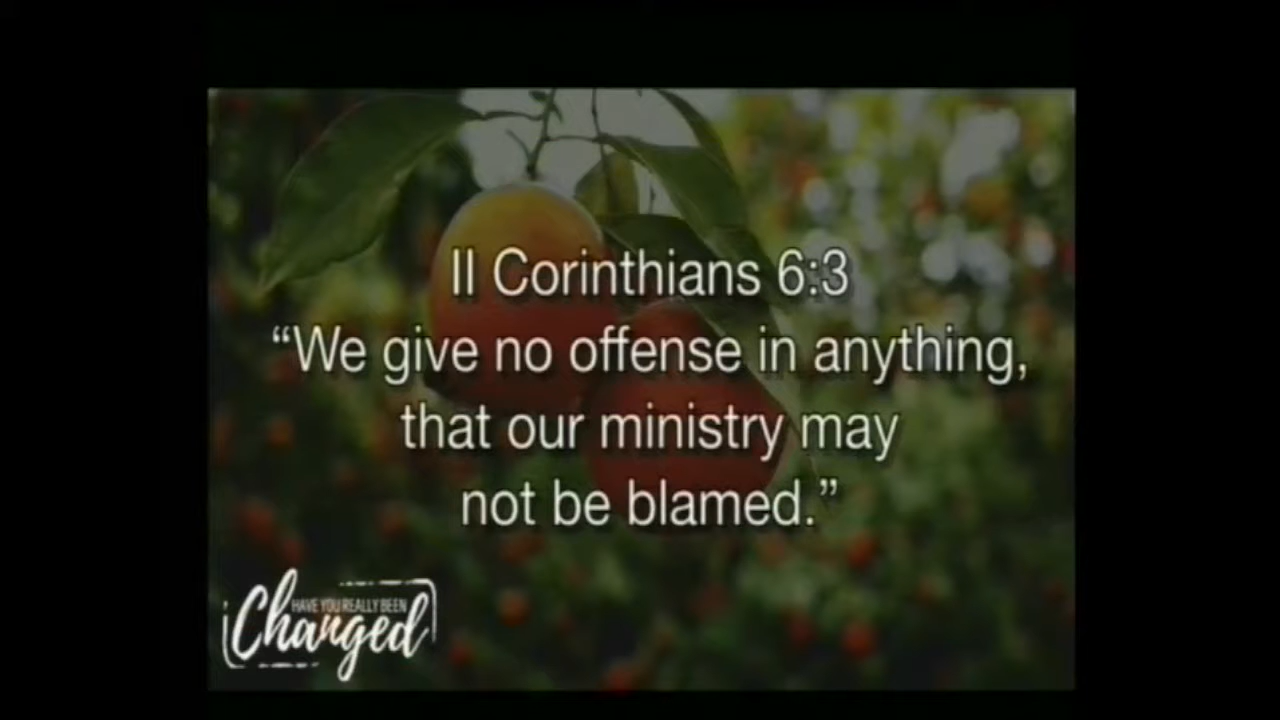 II Corinthians 6:3
“We give no offense in anything,
that our ministry may
not be blamed.”
HAVE YOU REALLY BEEN
Changed